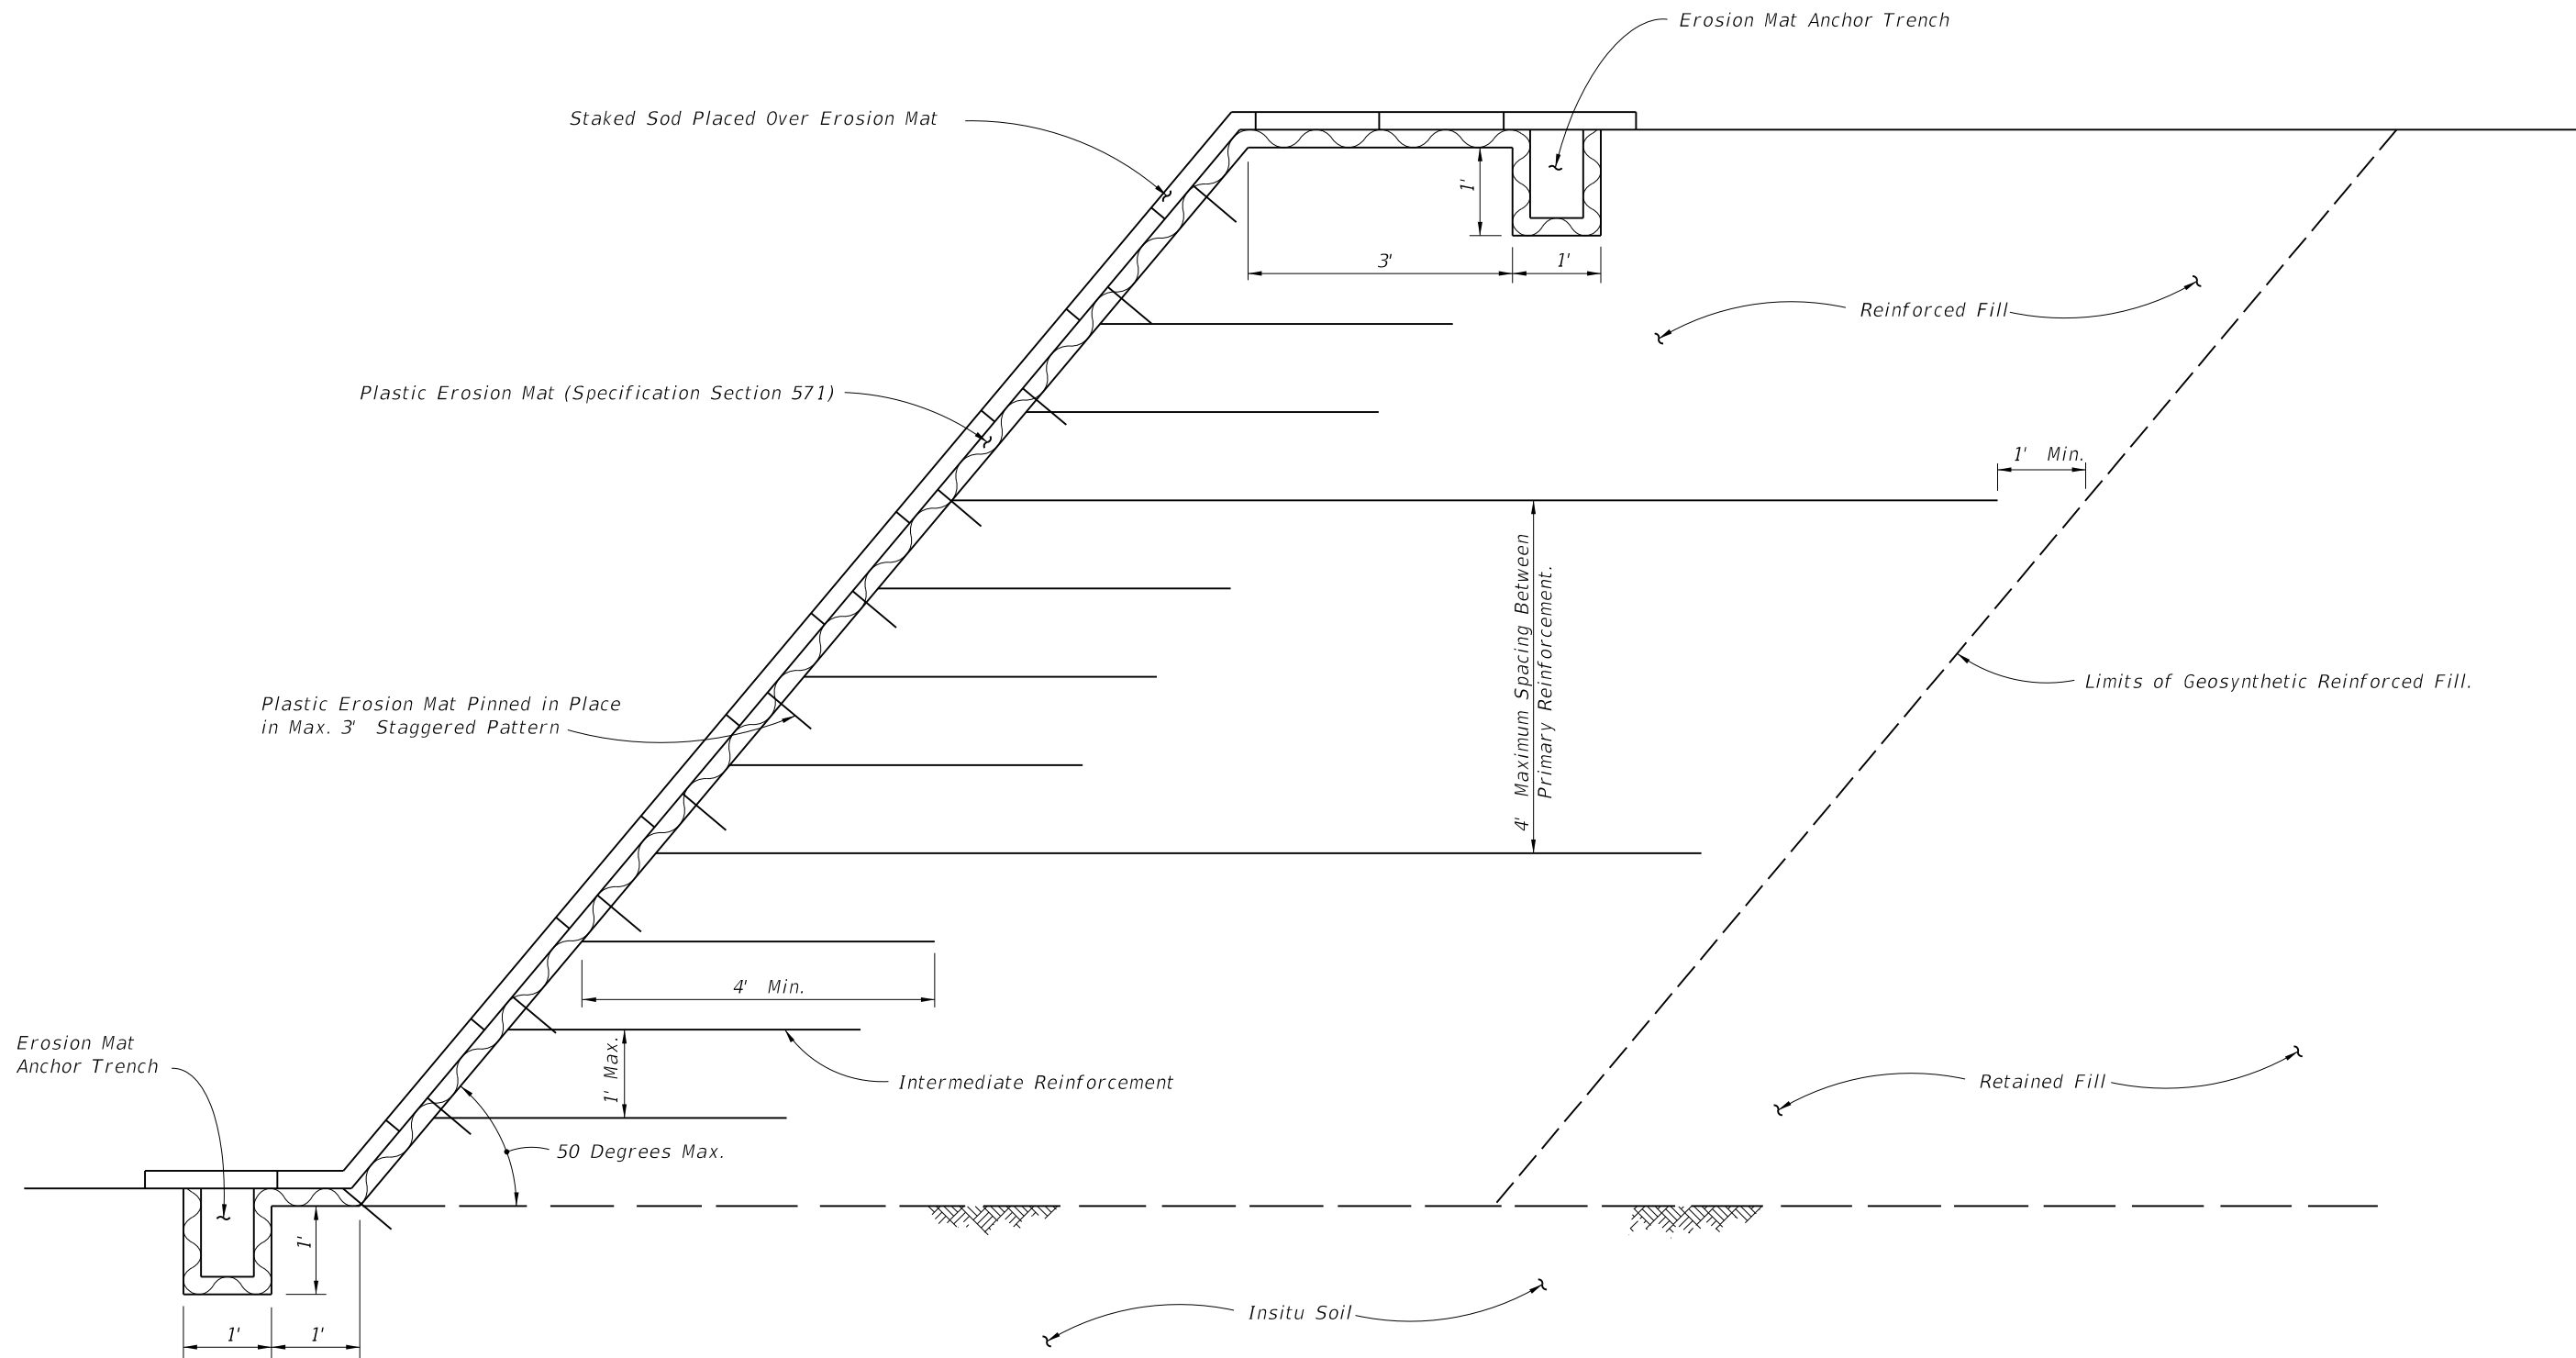 Erosion Mat Anchor Trench
Staked Sod Placed Over Erosion Mat
1'
3'
1'
Reinforced Fill
Plastic Erosion Mat (Specification Section 571)
1' Min.
4' Maximum Spacing Between
Primary Reinforcement.
Limits of Geosynthetic Reinforced Fill.
Plastic Erosion Mat Pinned in Place
in Max. 3' Staggered Pattern
4' Min.
Erosion Mat
Anchor Trench
1' Max.
Intermediate Reinforcement
Retained Fill
50 Degrees Max.
1'
Insitu Soil
1'
1'